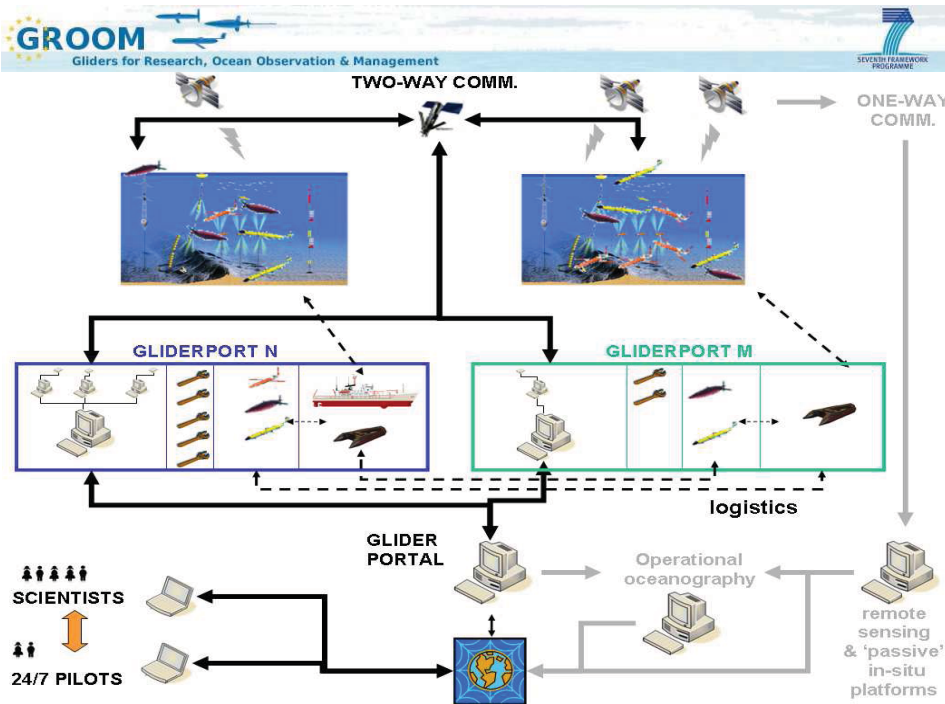 GROOM
Gliders for Research, Ocean Observation & Management
SEVENTH FRAMEWORK
PROGRAMME
TWO-WAY COMM.
ONE-WAY
COMM.
GLIDERPORT N
GLIDERPORT M
logistics
GLIDER
PORTAL
Operational
oceanography
SCIENTISTS
24/7 PILOTS
remote
sensing
& 'passive'
in-situ
platforms